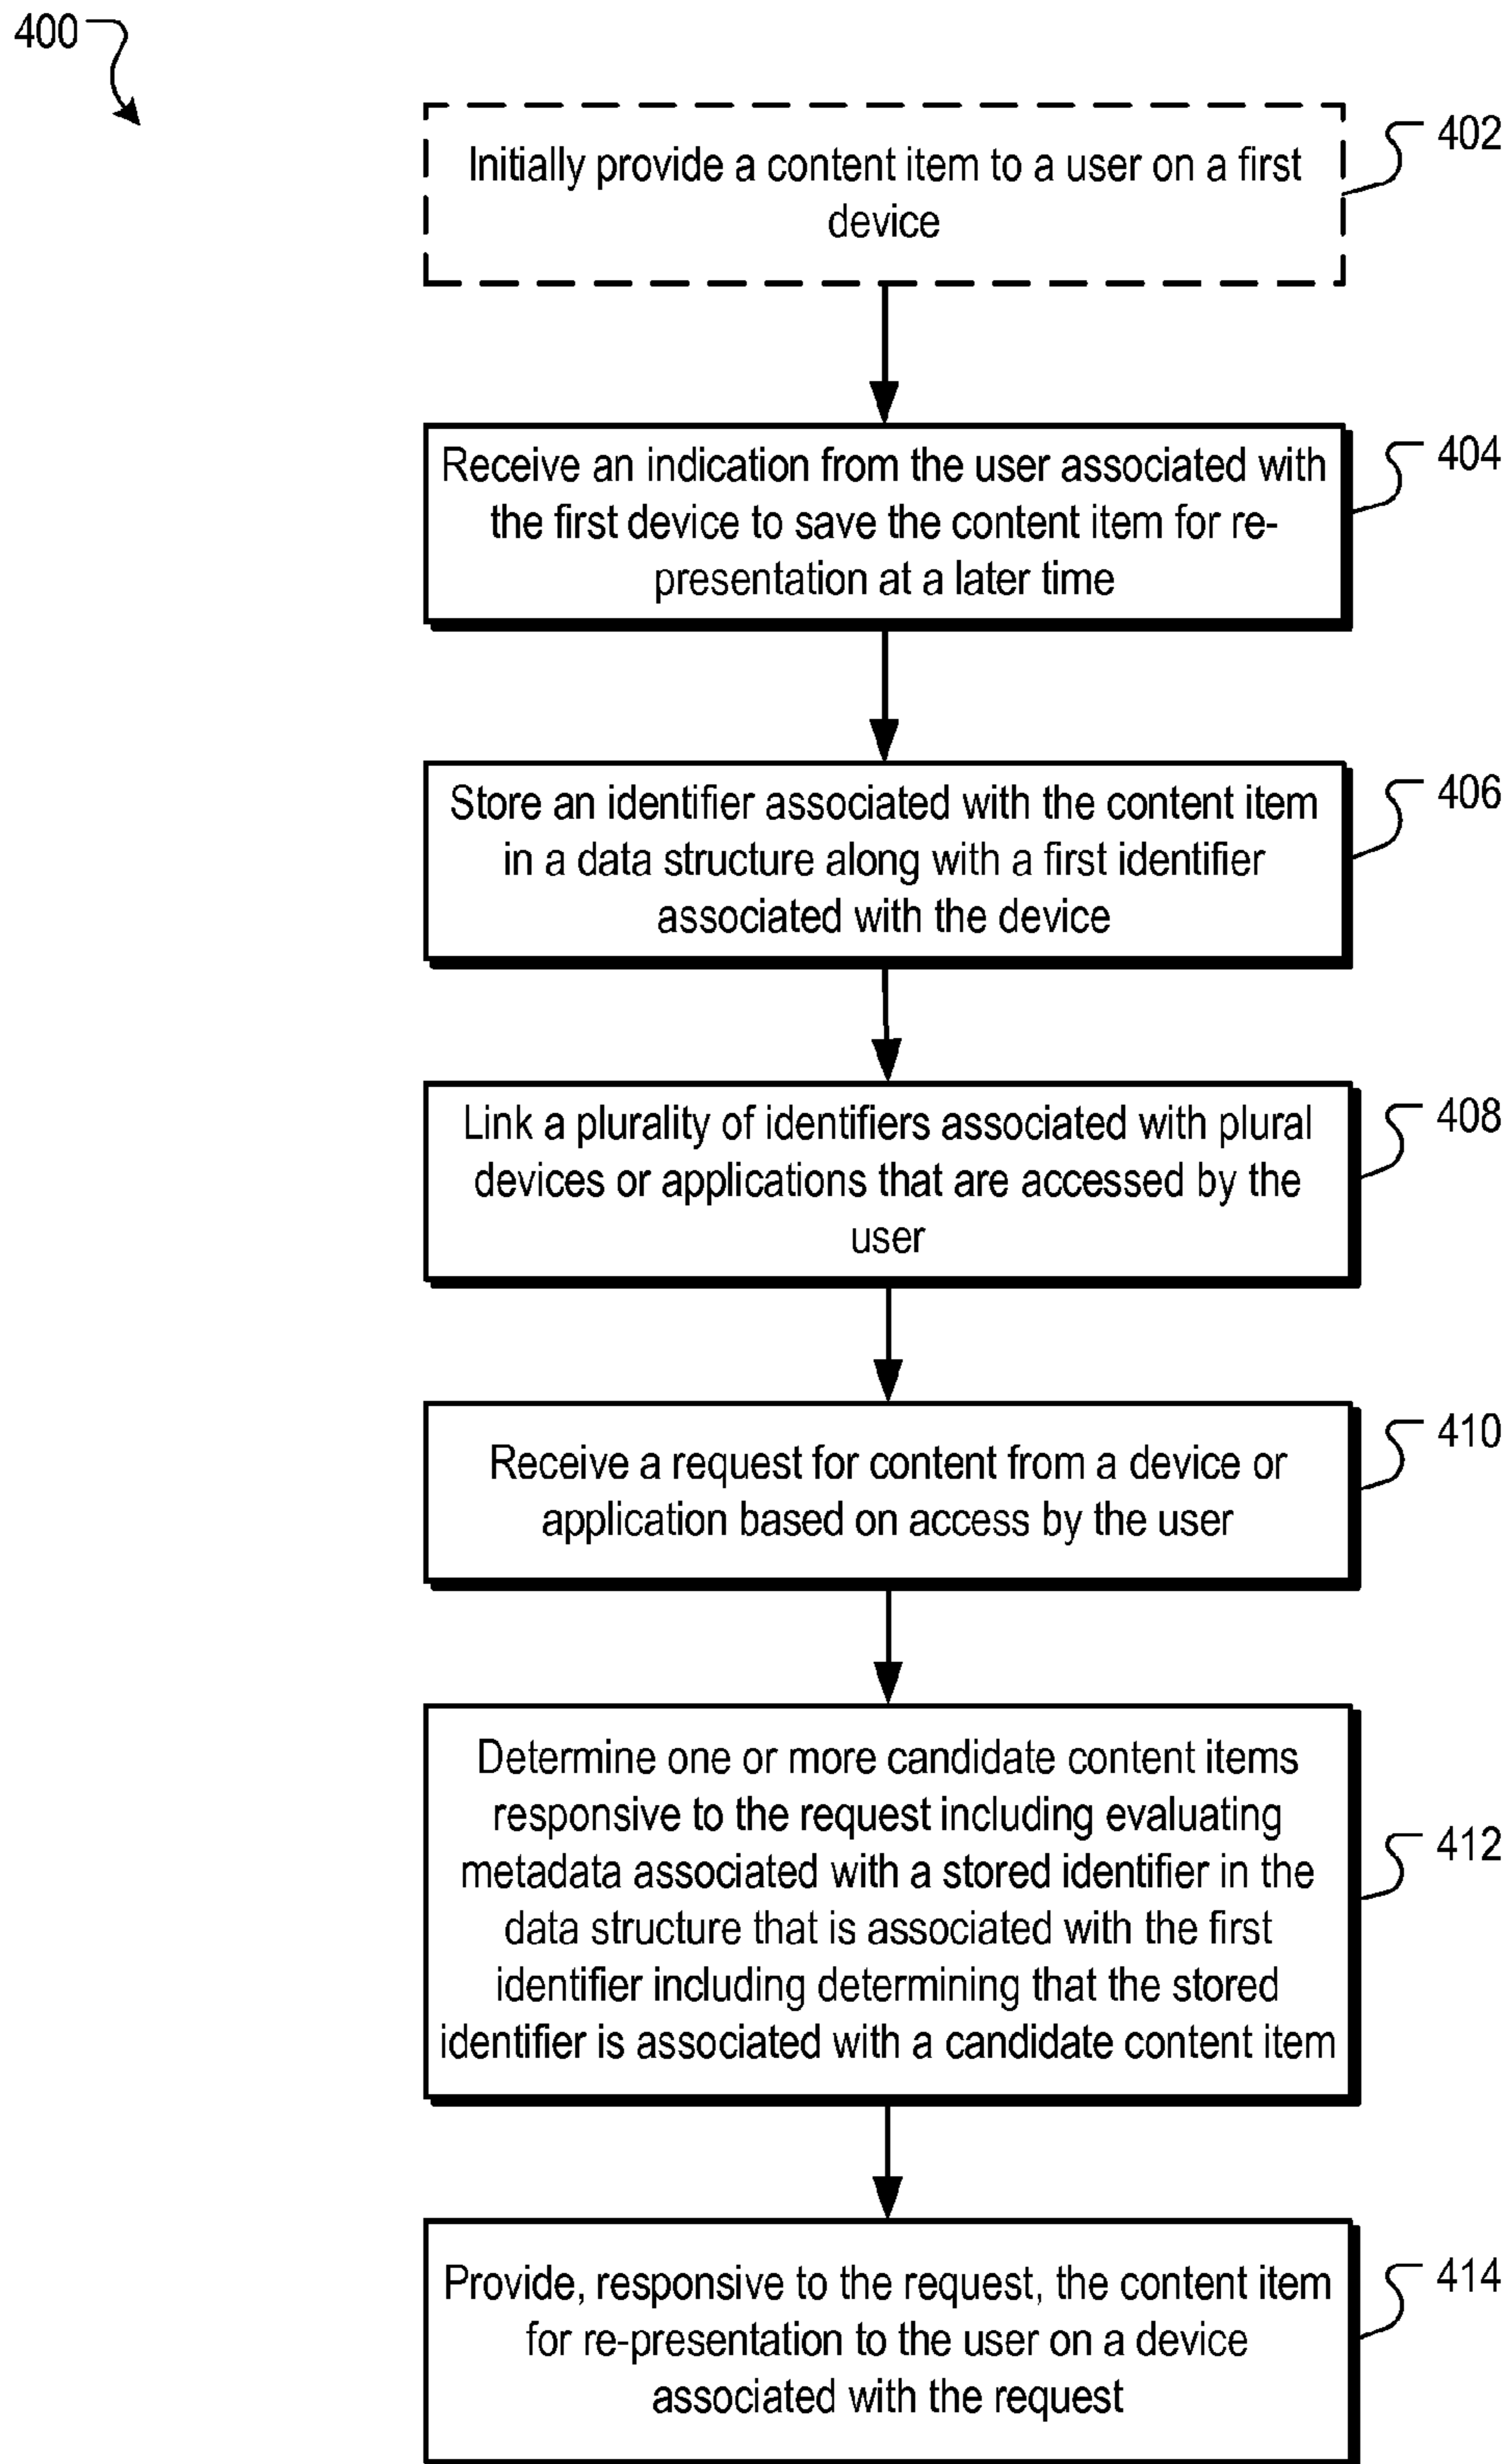 400
Initially provide a content item to a user on a first
device
402
Receive an indication from the user associated with
the first device to save the content item for re-
presentation at a later time
404
Store an identifier associated with the content item
in a data structure along with a first identifier
associated with the device
406
Link a plurality of identifiers associated with plural
devices or applications that are accessed by the
user
408
Receive a request for content from a device or
application based on access by the user
410
Determine one or more candidate content items
responsive to the request including evaluating
metadata associated with a stored identifier in the
data structure that is associated with the first
identifier including determining that the stored
identifier is associated with a candidate content item
412
Provide, responsive to the request, the content item
for re-presentation to the user on a device
associated with the request
414